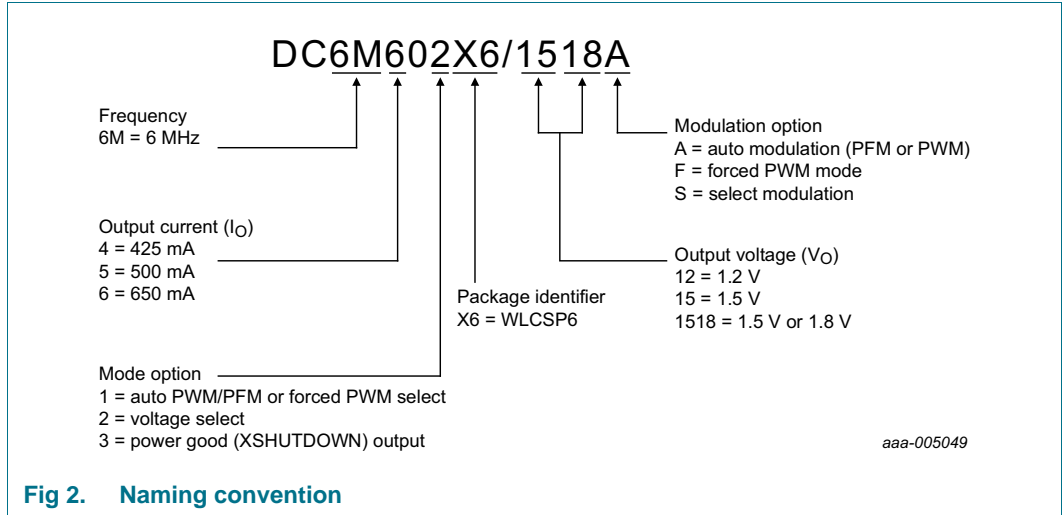 DC6M602X6/1518A
Frequency
6M = 6 MHz
Modulation option
A = auto modulation (PFM or PWM)
F = forced PWM mode
S = select modulation
Output current (IO)
4 = 425 mA
5 = 500 mA
6 = 650 mA
Output voltage (VO)
12 = 1.2 V
15 = 1.5 V
1518 = 1.5 V or 1.8 V
Package identifier
X6 = WLCSP6
Mode option
1 = auto PWM/PFM or forced PWM select
2 = voltage select
3 = power good (XSHUTDOWN) output
aaa-005049
Fig 2. Naming convention